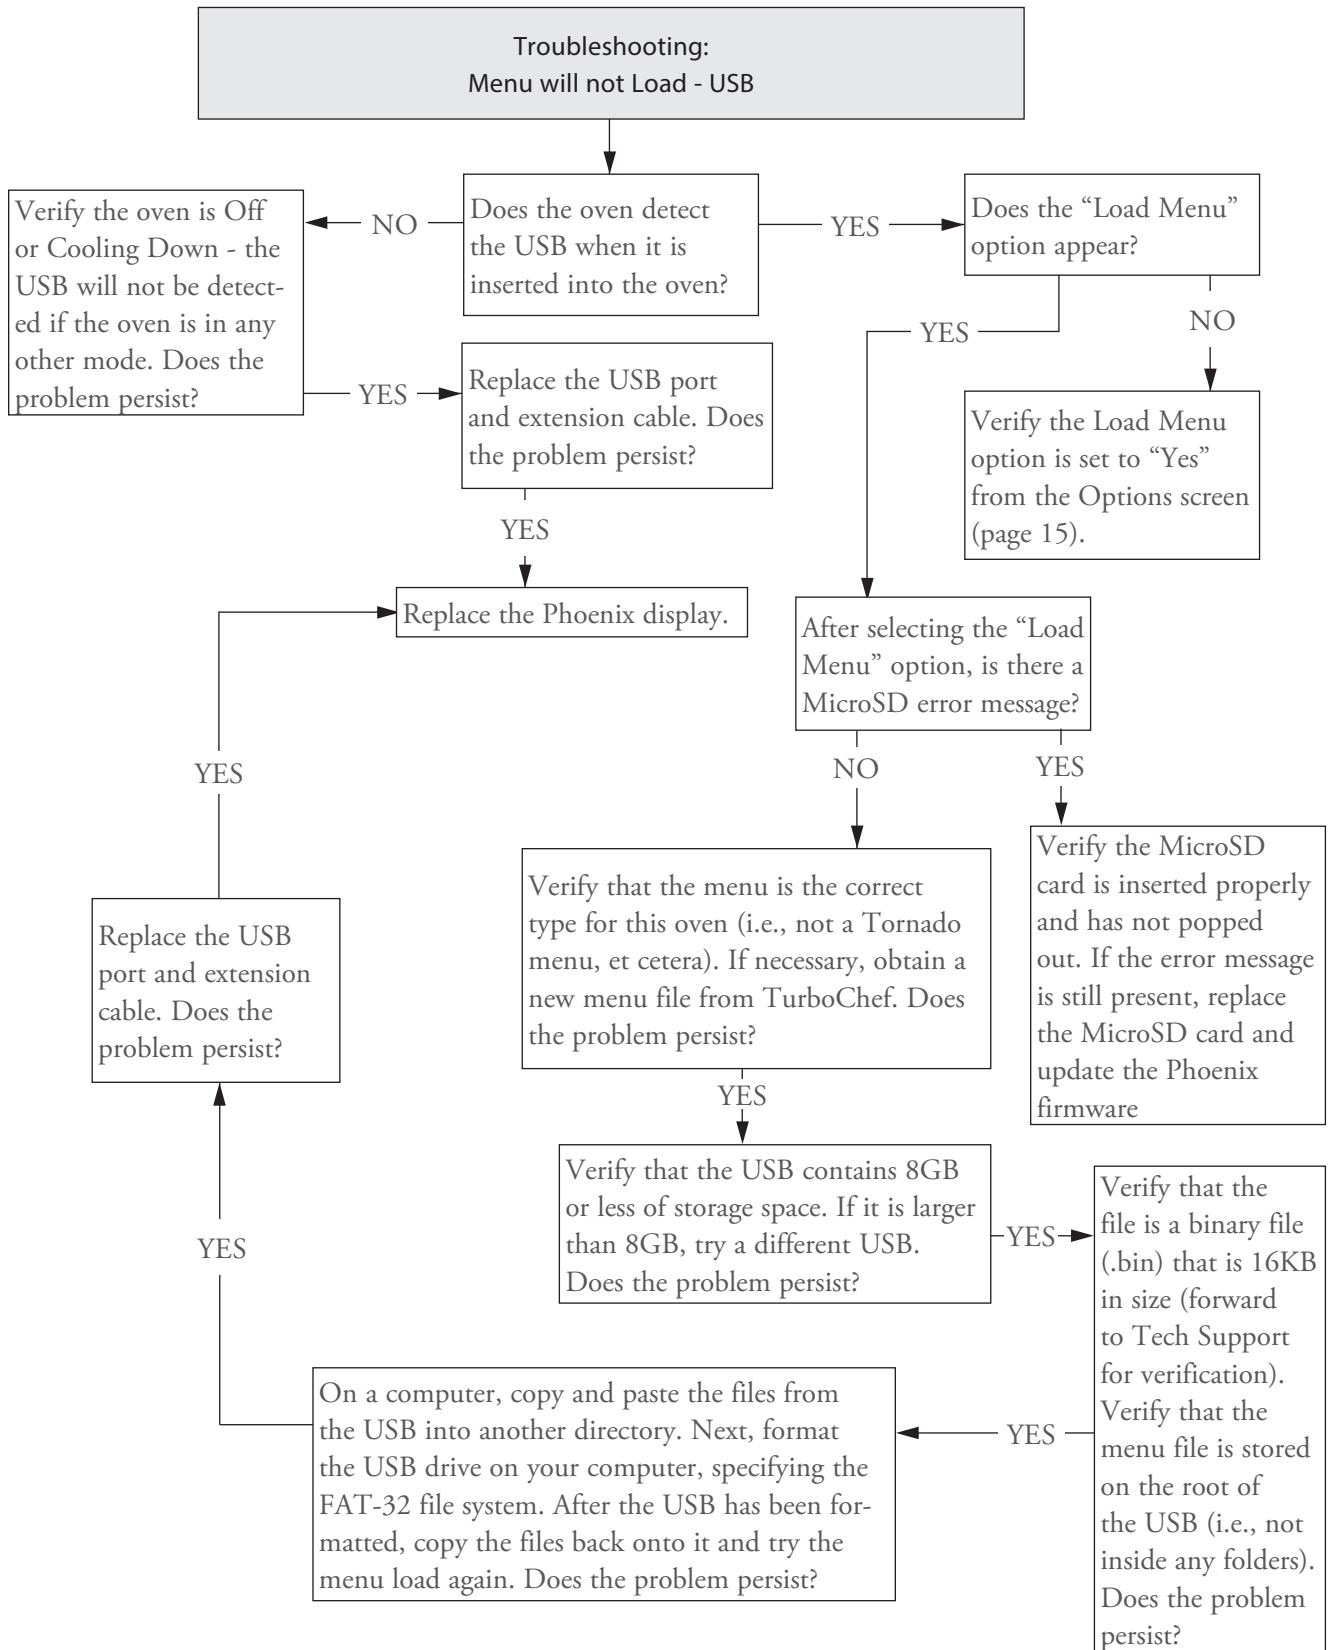 Troubleshooting:
Menu will not Load - USB
Does the oven detect
the USB when it is
inserted into the oven?
NO
Verify the oven is Off
or Cooling Down - the
USB will not be detect-
ed if the oven is in any
other mode. Does the
problem persist?
YES
Replace the USB port
and extension cable. Does
the problem persist?
YES
Replace the Phoenix display.
YES
Does the “Load Menu”
option appear?
NO
Verify the Load Menu
option is set to “Yes”
from the Options screen
(page 15).
YES
After selecting the “Load
Menu” option, is there a
MicroSD error message?
YES
Verify the MicroSD
card is inserted properly
and has not popped
out. If the error message
is still present, replace
the MicroSD card and
update the Phoenix
firmware
NO
Verify that the menu is the correct
type for this oven (i.e., not a Tornado
menu, et cetera). If necessary, obtain a
new menu file from TurboChef. Does
the problem persist?
YES
Verify that the USB contains 8GB
or less of storage space. If it is larger
than 8GB, try a different USB.
Does the problem persist?
YES
Verify that the
file is a binary file
(.bin) that is 16KB
in size (forward
to Tech Support
for verification).
Verify that the
menu file is stored
on the root of
the USB (i.e., not
inside any folders).
Does the problem
persist?
YES
On a computer, copy and paste the files from
the USB into another directory. Next, format
the USB drive on your computer, specifying the
FAT-32 file system. After the USB has been for-
matted, copy the files back onto it and try the
menu load again. Does the problem persist?
YES
Replace the USB
port and extension
cable. Does the
problem persist?
YES